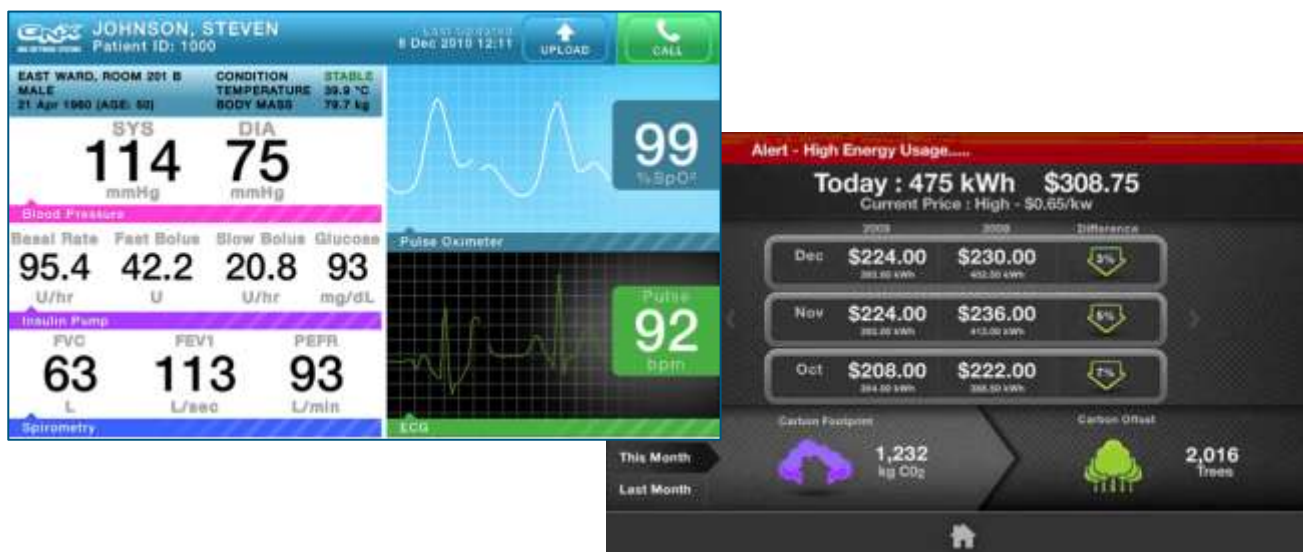 QNX JOHNSON, STEVEN
Patient ID: 1000
Last Updated
8 Dec 2010 12:11
UPLOAD
CALL
EAST WARD, ROOM 201 B
MALE
21 Apr 1960 (AGE: 50)
CONDITION STABLE
TEMPERATURE 39.9 °C
BODY MASS 79.7 kg
SYS DIA
114 75
mmHg mmHg
Blood Pressure
Basal Rate Fast Bolus Slow Bolus Glucose
95.4 42.2 20.8 93
U/hr U U/hr mg/dL
Insulin Pump
FVC FEV1 PEFR
63 113 93
L L/sec L/min
Spirometry
99
%SpO²
Pulse Oximeter
Pulse
92
bpm
ECG
Alert - High Energy Usage.....
Today : 475 kWh $308.75
Current Price : High - $0.65/kw
Difference
Dec $224.00 $230.00 3%
Nov $224.00 $236.00 5%
Oct $208.00 $222.00 7%
Carbon Footprint
1,232
kg CO₂
Carbon Offset
2,016
Trees
This Month
Last Month